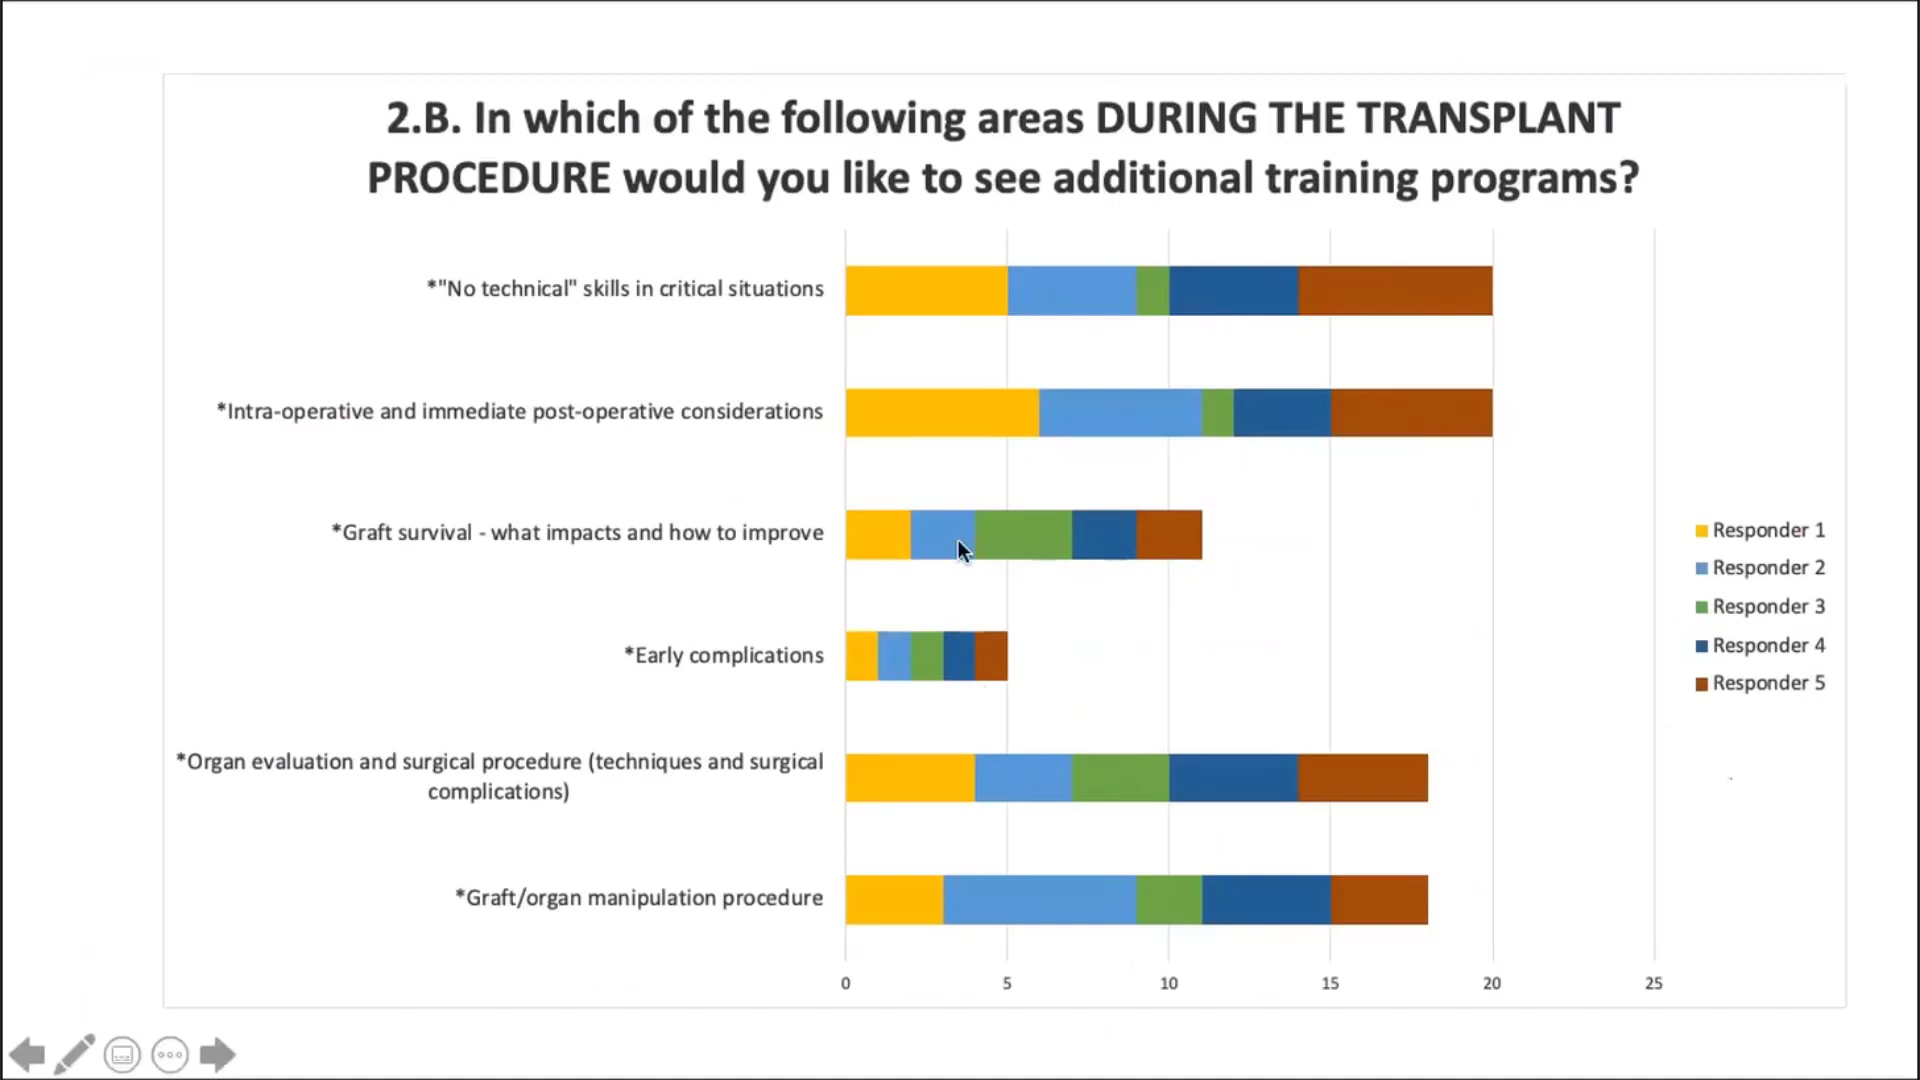 2.B. In which of the following areas DURING THE TRANSPLANT
PROCEDURE would you like to see additional training programs?
*"No technical" skills in critical situations
*Intra-operative and immediate post-operative considerations
*Graft survival - what impacts and how to improve
*Early complications
*Organ evaluation and surgical procedure (techniques and surgical
complications)
*Graft/organ manipulation procedure
0 5 10 15 20 25
Responder 1
Responder 2
Responder 3
Responder 4
Responder 5